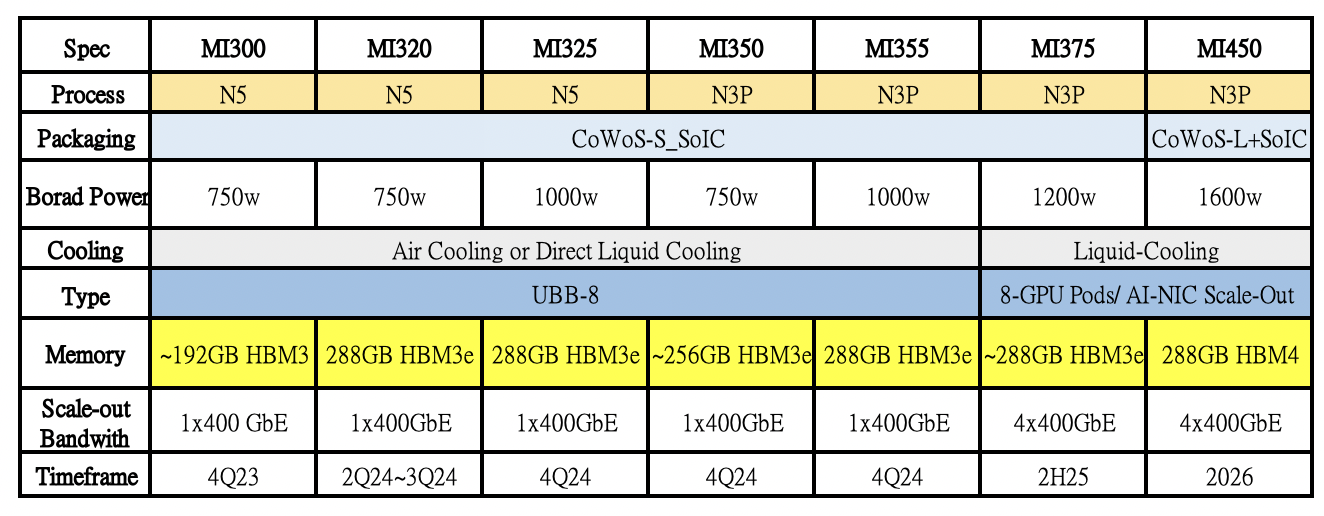 Spec MI300 MI320 MI325 MI350 MI355 MI375 MI450
Process N5 N5 N5 N3P N3P N3P N3P
Packaging CoWoS-S_SoIC CoWoS-L+SoIC
Borad Power 750w 750w 1000w 750w 1000w 1200w 1600w
Cooling Air Cooling or Direct Liquid Cooling Liquid-Cooling
Type UBB-8 8-GPU Pods/ AI-NIC Scale-Out
Memory ~192GB HBM3 288GB HBM3e 288GB HBM3e ~256GB HBM3e 288GB HBM3e ~288GB HBM3e 288GB HBM4
Scale-out
Bandwith 1x400 GbE 1x400GbE 1x400GbE 1x400GbE 1x400GbE 4x400GbE 4x400GbE
Timeframe 4Q23 2Q24~3Q24 4Q24 4Q24 4Q24 2H25 2026